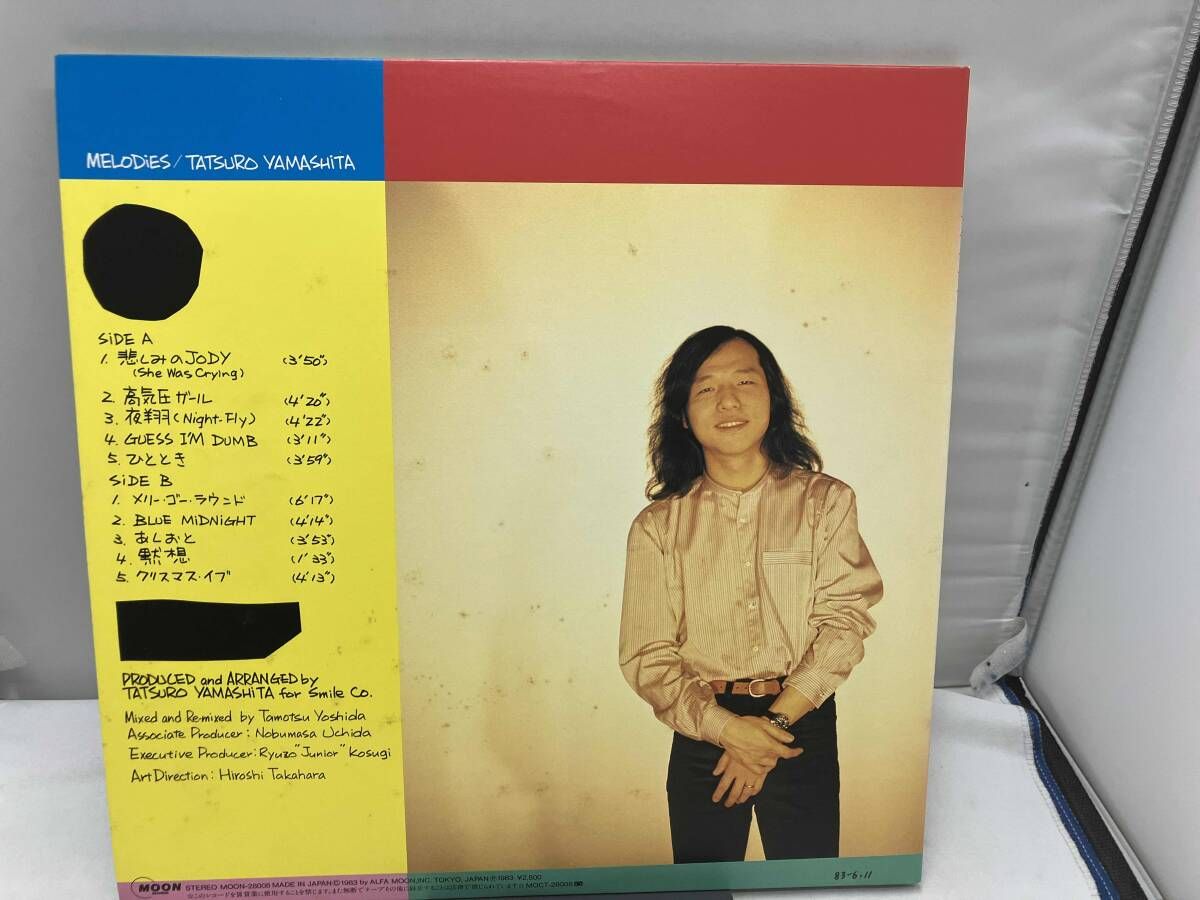 MELODiES / TATSURO YAMASHiTA
SiDE A
1. 悲しみのJODY (3'50")
(She Was Crying)
2. 高気圧ガール (4'20")
3. 夜翔 (Night-Fly) (4'22")
4. GUESS I'M DUMB (3'11")
5. ひととき (3'59")
SiDE B
1. メリー・ゴー・ラウンド (6'17")
2. BLUE MiDNiGHT (4'14")
3. あしおと (3'53")
4. 黙想 (1'33")
5. クリスマス・イブ (4'13")
PRODUCED and ARRANGED by
TATSURO YAMASHiTA for Smile Co.
Mixed and Re-mixed by Tamotsu Yoshida
Associate Producer : Nobumasa Uchida
Executive Producer : Ryuzo "Junior" Kosugi
Art Direction : Hiroshi Takahara
MOON STEREO MOON-28008 MADE IN JAPAN Ⓒ1983 by ALFA MOON, INC. TOKYO, JAPAN Ⓟ1983 ¥2,800
83-6・11